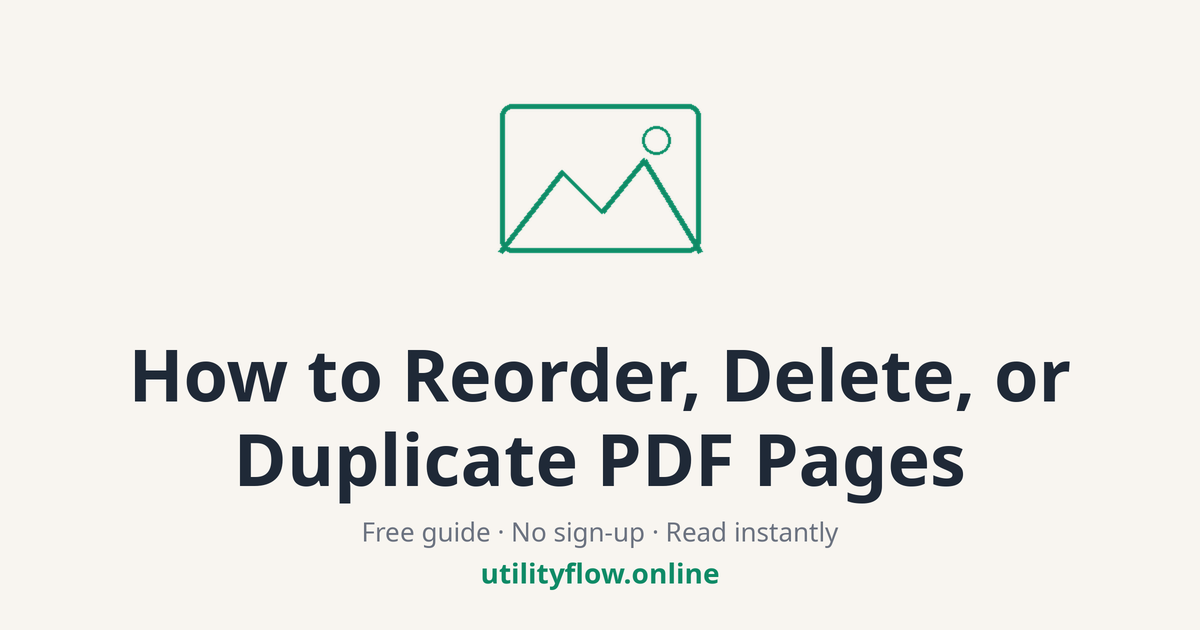 How to Reorder, Delete, or
Duplicate PDF Pages
Free guide · No sign-up · Read instantly
utilityflow.online